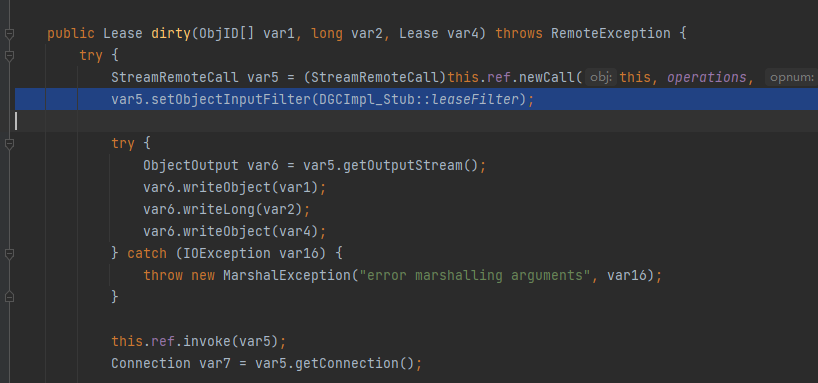 public Lease dirty(ObjID[] var1, long var2, Lease var4) throws RemoteException {
try {
StreamRemoteCall var5 = (StreamRemoteCall)this.ref.newCall( obj: this, operations, opnum:
var5.setObjectInputFilter(DGCImpl_Stub::leaseFilter);
try {
ObjectOutput var6 = var5.getOutputStream();
var6.writeObject(var1);
var6.writeLong(var2);
var6.writeObject(var4);
} catch (IOException var16) {
throw new MarshalException("error marshalling arguments", var16);
}
this.ref.invoke(var5);
Connection var7 = var5.getConnection();